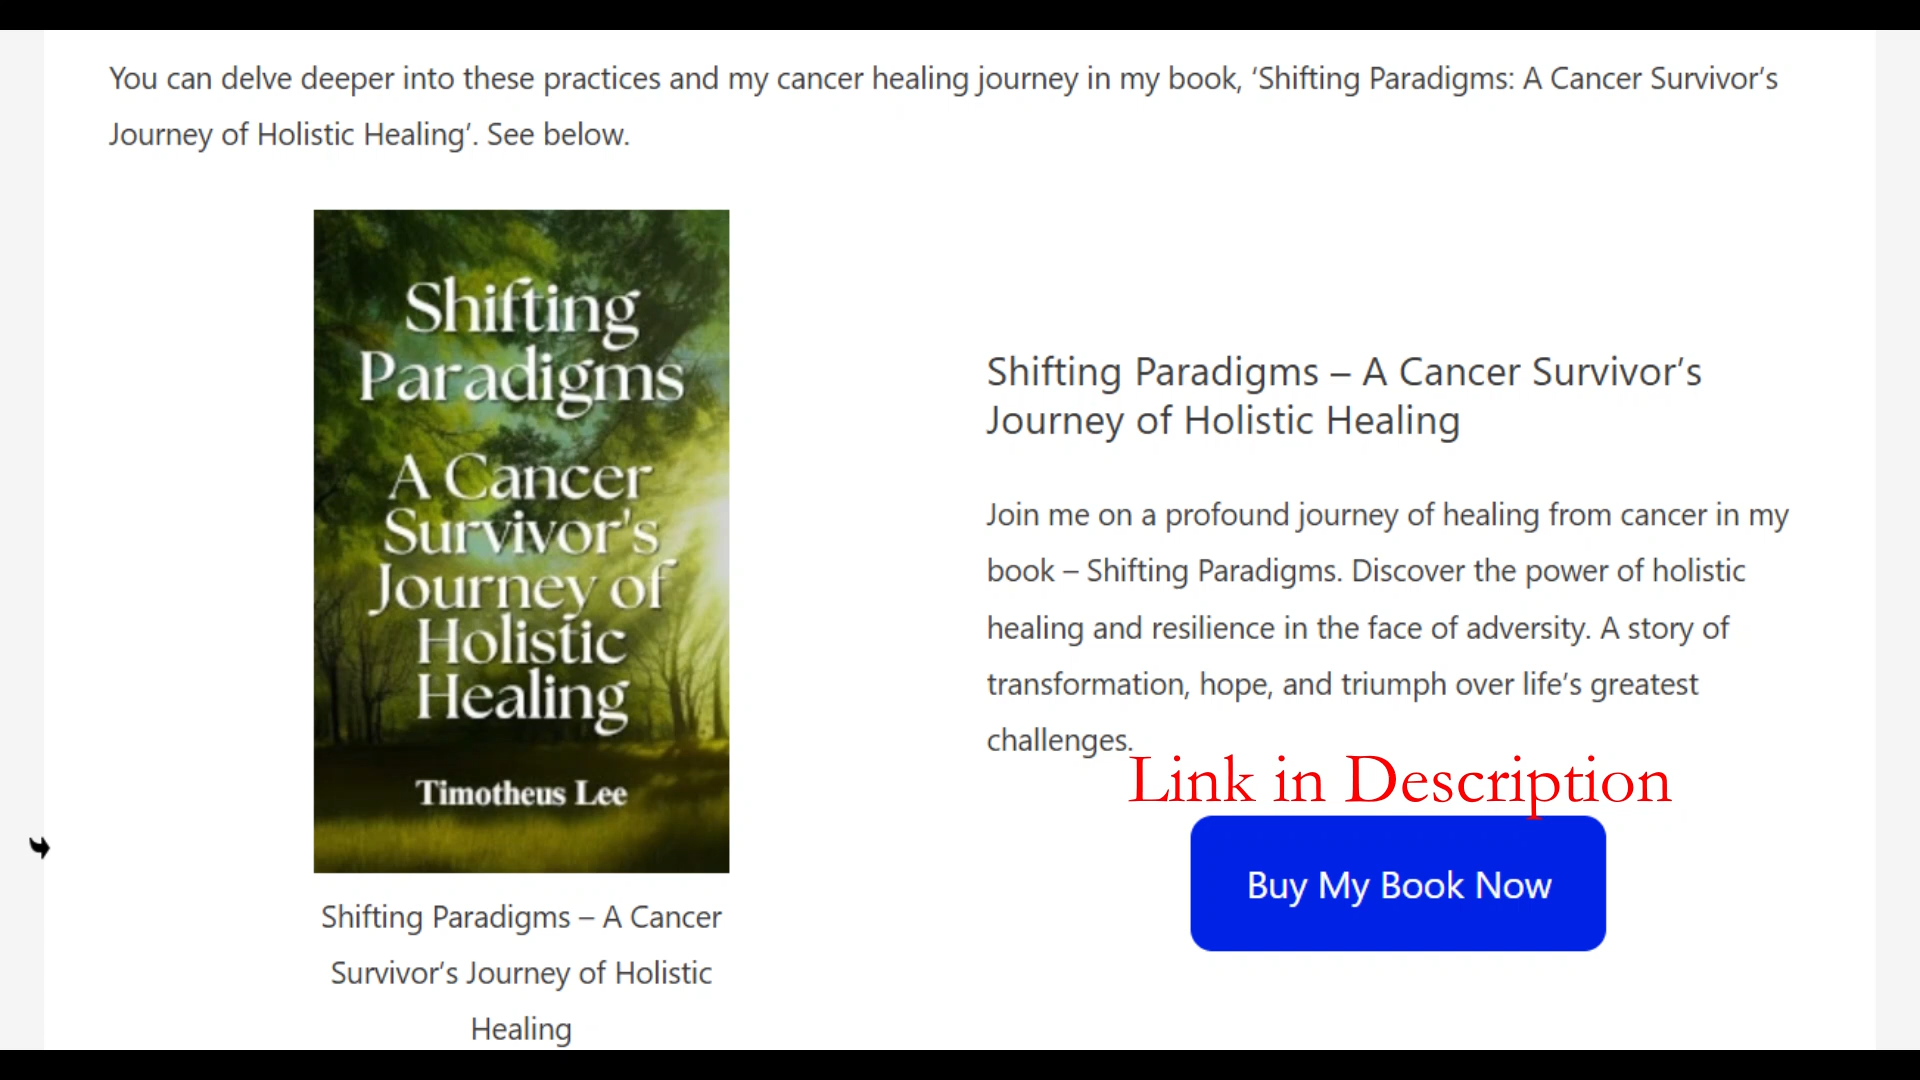 You can delve deeper into these practices and my cancer healing journey in my book, ‘Shifting Paradigms: A Cancer Survivor’s
Journey of Holistic Healing’. See below.
Shifting
Paradigms
A Cancer
Survivor's
Journey of
Holistic
Healing
Timotheus Lee
Shifting Paradigms – A Cancer
Survivor’s Journey of Holistic
Healing
Shifting Paradigms – A Cancer Survivor’s
Journey of Holistic Healing
Join me on a profound journey of healing from cancer in my
book – Shifting Paradigms. Discover the power of holistic
healing and resilience in the face of adversity. A story of
transformation, hope, and triumph over life’s greatest
challenges.
Link in Description
Buy My Book Now